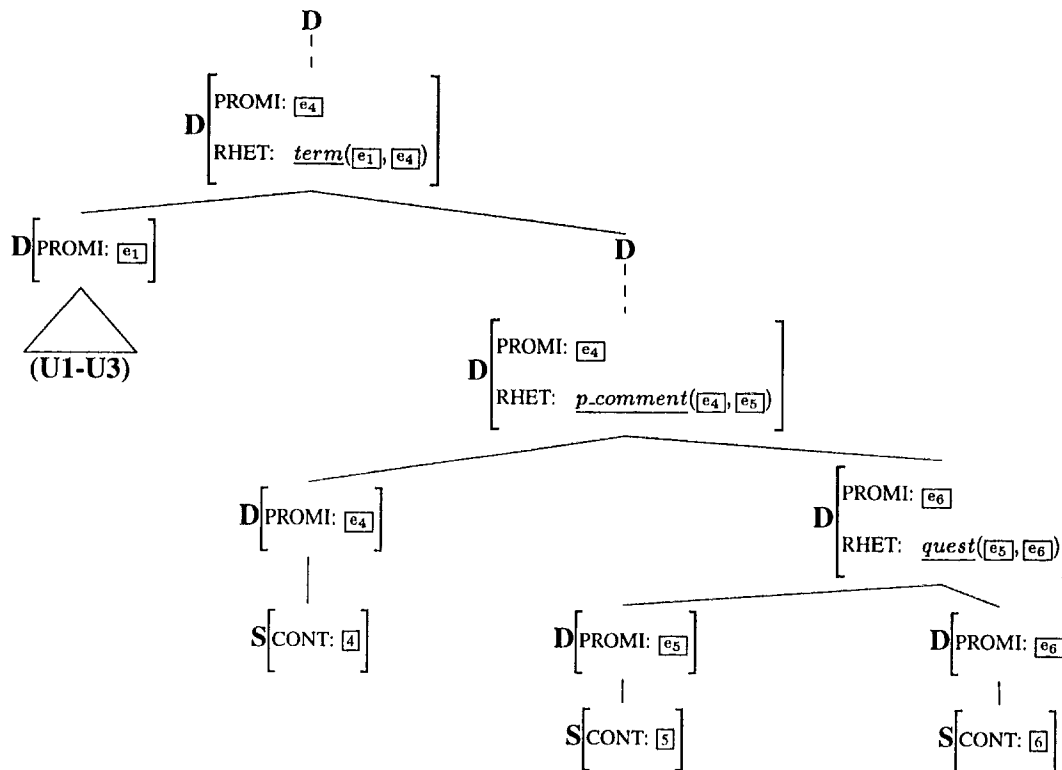 D
D[PROMI: e4
RHET: term(e1, e4)]
D[PROMI: e1]
D
(U1-U3)
D[PROMI: e4
RHET: p_comment(e4, e5)]
D[PROMI: e4]
D[PROMI: e6
RHET: quest(e5, e6)
S[CONT: 4]
D[PROMI: e5]
D[PROMI: e6
S[CONT: 5]
S[CONT: 6]